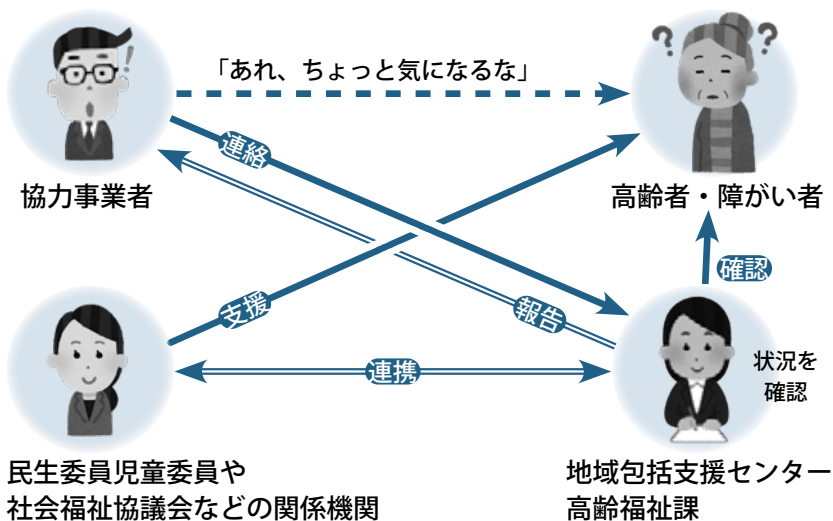 「あれ、ちょっと気になるな」
協力事業者
高齢者・障がい者
連絡
確認
支援
報告
連携
状況を
確認
民生委員児童委員や
社会福祉協議会などの関係機関
地域包括支援センター
高齢福祉課